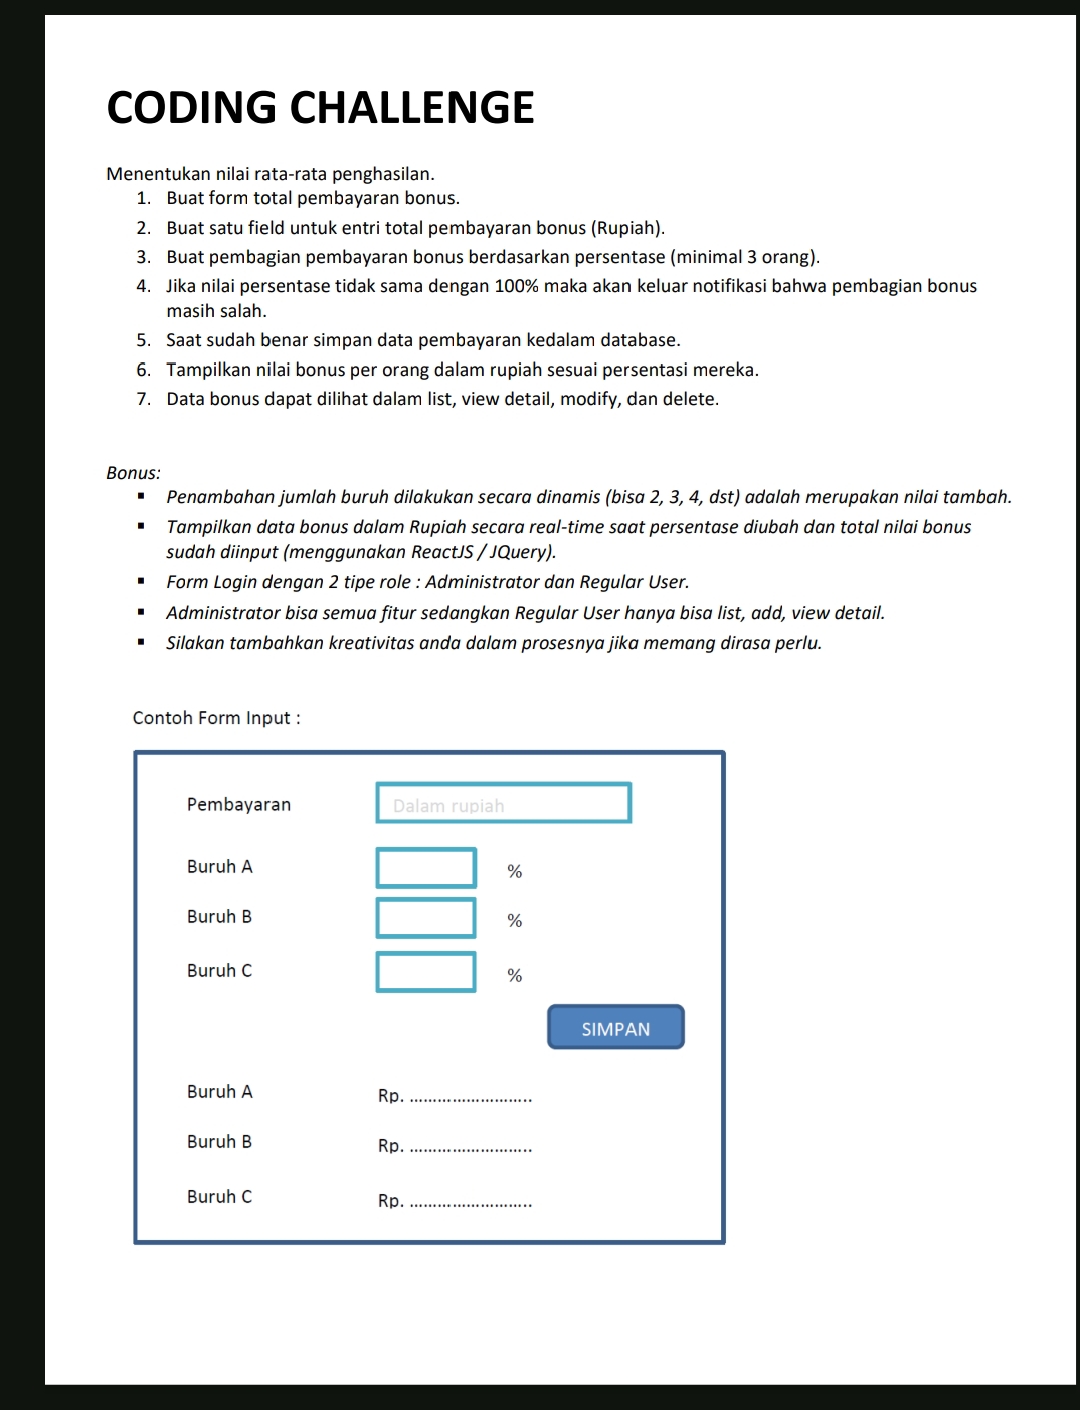 CODING CHALLENGE
Menentukan nilai rata-rata penghasilan.
1. Buat form total pembayaran bonus.
2. Buat satu field untuk entri total pembayaran bonus (Rupiah).
3. Buat pembagian pembayaran bonus berdasarkan persentase (minimal 3 orang).
4. Jika nilai persentase tidak sama dengan 100% maka akan keluar notifikasi bahwa pembagian bonus
masih salah.
5. Saat sudah benar simpan data pembayaran kedalam database.
6. Tampilkan nilai bonus per orang dalam rupiah sesuai persentasi mereka.
7. Data bonus dapat dilihat dalam list, view detail, modify, dan delete.
Bonus:
▪ Penambahan jumlah buruh dilakukan secara dinamis (bisa 2, 3, 4, dst) adalah merupakan nilai tambah.
▪ Tampilkan data bonus dalam Rupiah secara real-time saat persentase diubah dan total nilai bonus
sudah diinput (menggunakan ReactJS / JQuery).
▪ Form Login dengan 2 tipe role : Administrator dan Regular User.
▪ Administrator bisa semua fitur sedangkan Regular User hanya bisa list, add, view detail.
▪ Silakan tambahkan kreativitas anda dalam prosesnya jika memang dirasa perlu.
Contoh Form Input :
Pembayaran Dalam rupiah
Buruh A %
Buruh B %
Buruh C %
SIMPAN
Buruh A Rp. ..........................
Buruh B Rp. ..........................
Buruh C Rp. ..........................